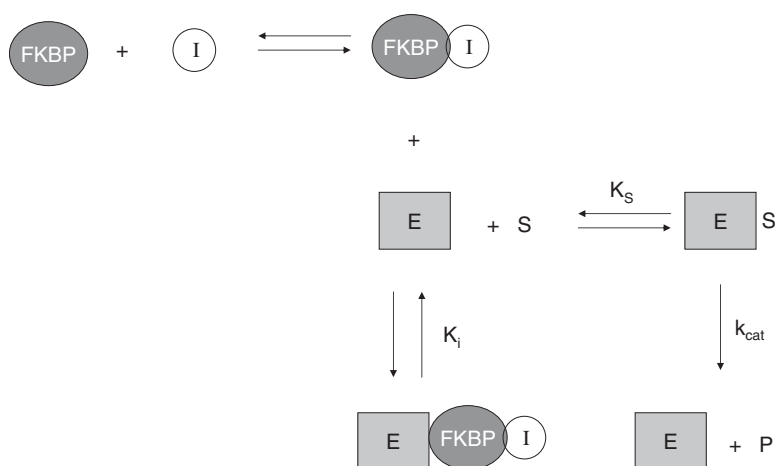 FKBP + I FKBP I
+
K_S
E + S E S
K_i k_cat
E FKBP I E + P